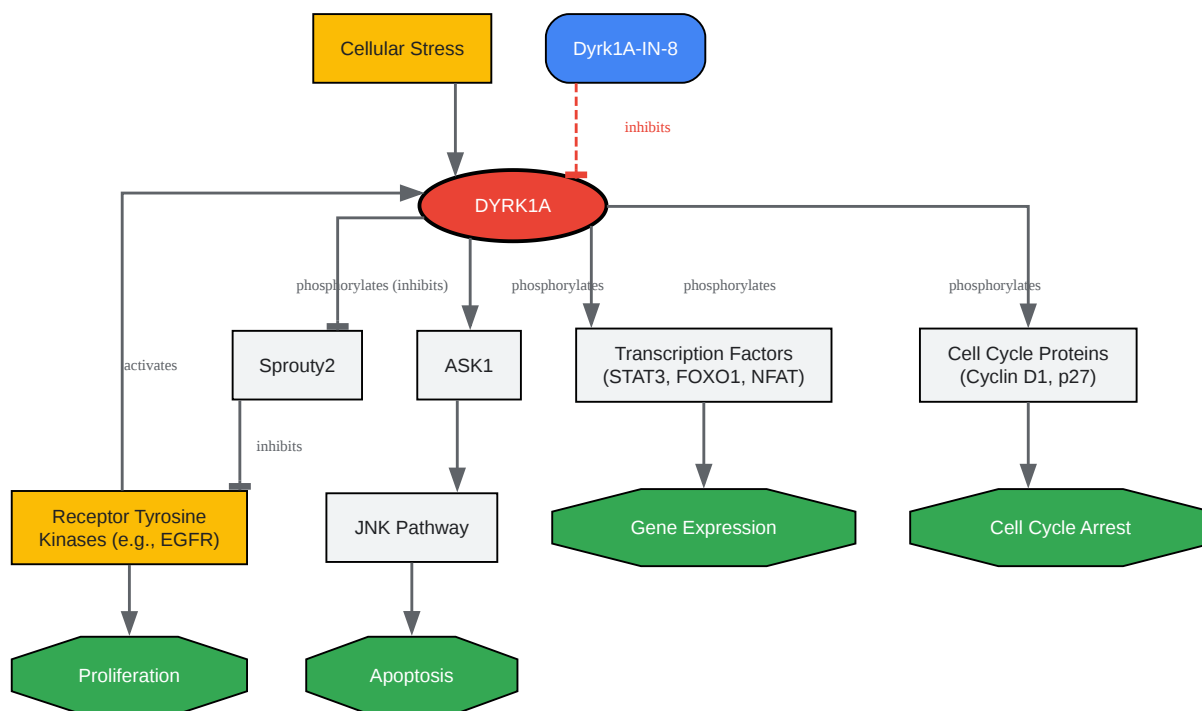 Cellular Stress
Dyrk1A-IN-8
inhibits
DYRK1A
phosphorylates (inhibits)
phosphorylates
phosphorylates
phosphorylates
activates
Sprouty2
ASK1
Transcription Factors
(STAT3, FOXO1, NFAT)
Cell Cycle Proteins
(Cyclin D1, p27)
inhibits
Receptor Tyrosine
Kinases (e.g., EGFR)
JNK Pathway
Gene Expression
Cell Cycle Arrest
Proliferation
Apoptosis